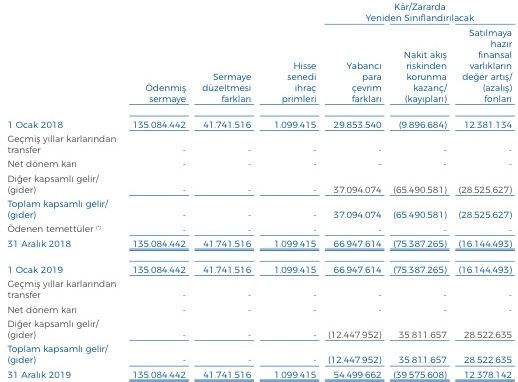 Kâr/Zararda
Yeniden Sınıflandırılacak
Ödenmiş
sermaye
Sermaye
düzeltmesi
farkları
Hisse
senedi
ihraç
primleri
Yabancı
para
çevrim
farkları
Nakit akış
riskinden
korunma
kazanç/
(kayıpları)
Satılmaya
hazır
finansal
varlıkların
değer artış/
(azalış)
fonları
1 Ocak 2018 135.084.442 41.741.516 1.099.415 29.853.540 (9.896.684) 12.381.134
Geçmiş yıllar karlarından
transfer - - - - - -
Net dönem karı - - - - - -
Diğer kapsamlı gelir/
(gider) - - - 37.094.074 (65.490.581) (28.525.627)
Toplam kapsamlı gelir/
(gider) - - - 37.094.074 (65.490.581) (28.525.627)
Ödenen temettüler (*) - - - - - -
31 Aralık 2018 135.084.442 41.741.516 1.099.415 66.947.614 (75.387.265) (16.144.493)
1 Ocak 2019 135.084.442 41.741.516 1.099.415 66.947.614 (75.387.265) (16.144.493)
Geçmiş yıllar karlarından
transfer - - - - - -
Net dönem karı - - - - - -
Diğer kapsamlı gelir/
(gider) - - - (12.447.952) 35.811.657 28.522.635
Toplam kapsamlı gelir/
(gider) - - - (12.447.952) 35.811.657 28.522.635
31 Aralık 2019 135.084.442 41.741.516 1.099.415 54.499.662 (39.575.608) 12.378.142